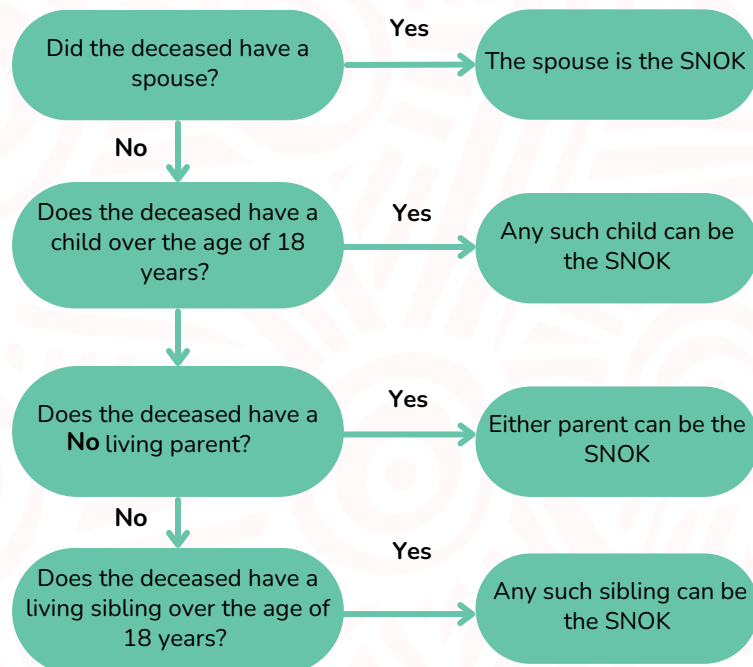 Did the deceased have a
spouse?
Yes
The spouse is the SNOK
No
Does the deceased have a
child over the age of 18
years?
Yes
Any such child can be
the SNOK
Does the deceased have a
No living parent?
Yes
Either parent can be the
SNOK
No
Does the deceased have a
living sibling over the age of
18 years?
Yes
Any such sibling can be
the SNOK